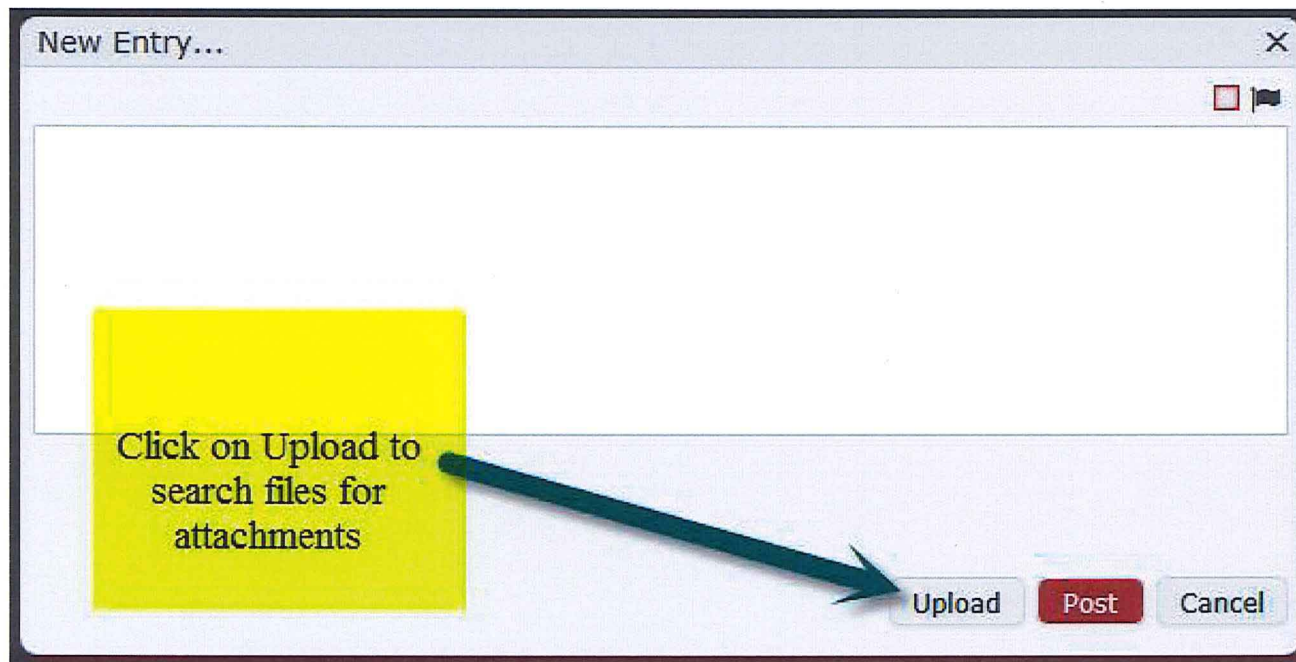 New Entry...
Click on Upload to
search files for
attachments
Upload Post Cancel